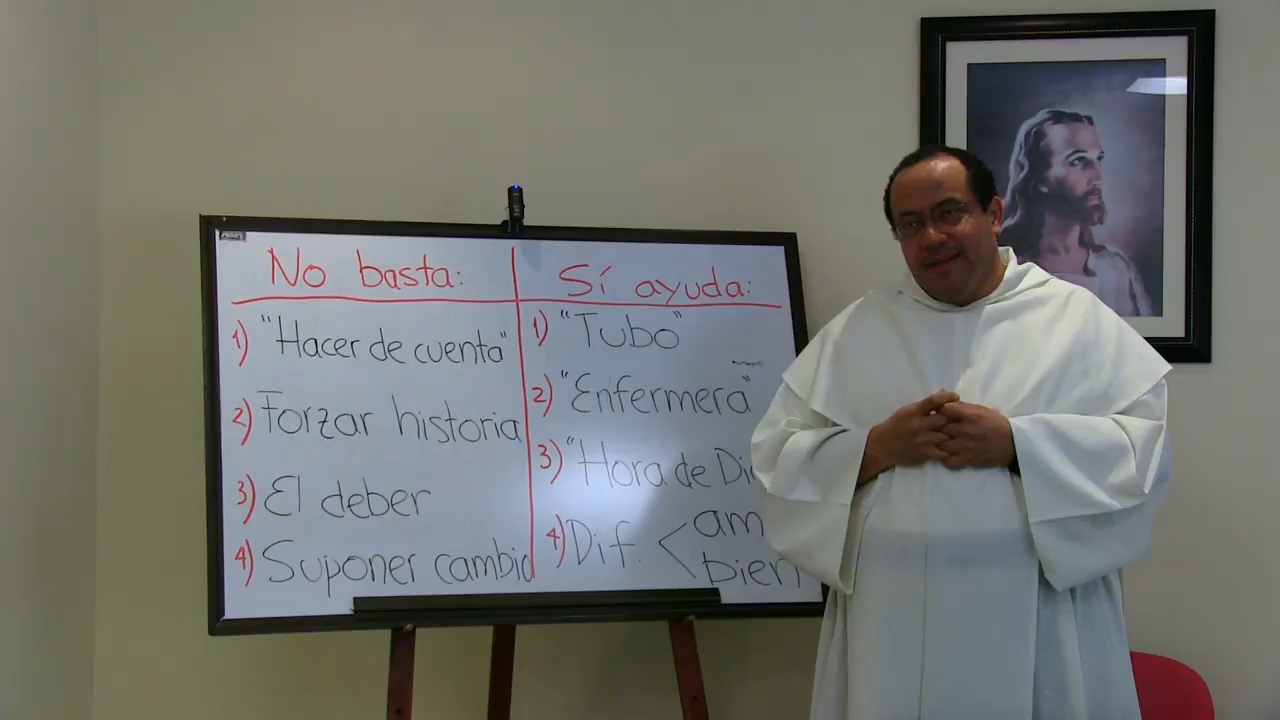 No basta:
1) "Hacer de cuenta"
2) Forzar historia
3) El deber
4) Suponer cambio
Sí ayuda:
1) "Tubo"
2) "Enfermera"
3) "Hora de
4) Dif. <
bien